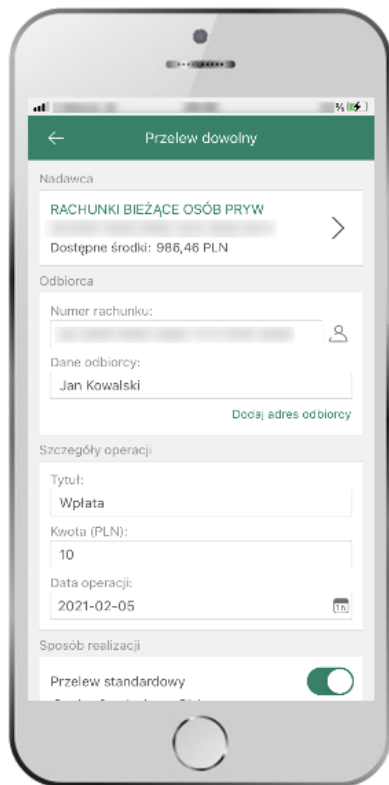 %
Przelew dowolny
Nadawca
RACHUNKI BIEŻĄCE OSÓB PRYW
Dostępne środki: 986,46 PLN
Odbiorca
Numer rachunku:
Dane odbiorcy:
Jan Kowalski
Dodaj adres odbiorcy
Szczegóły operacji
Tytuł:
Wpłata
Kwota (PLN):
10
Data operacji:
2021-02-05
Sposób realizacji
Przelew standardowy